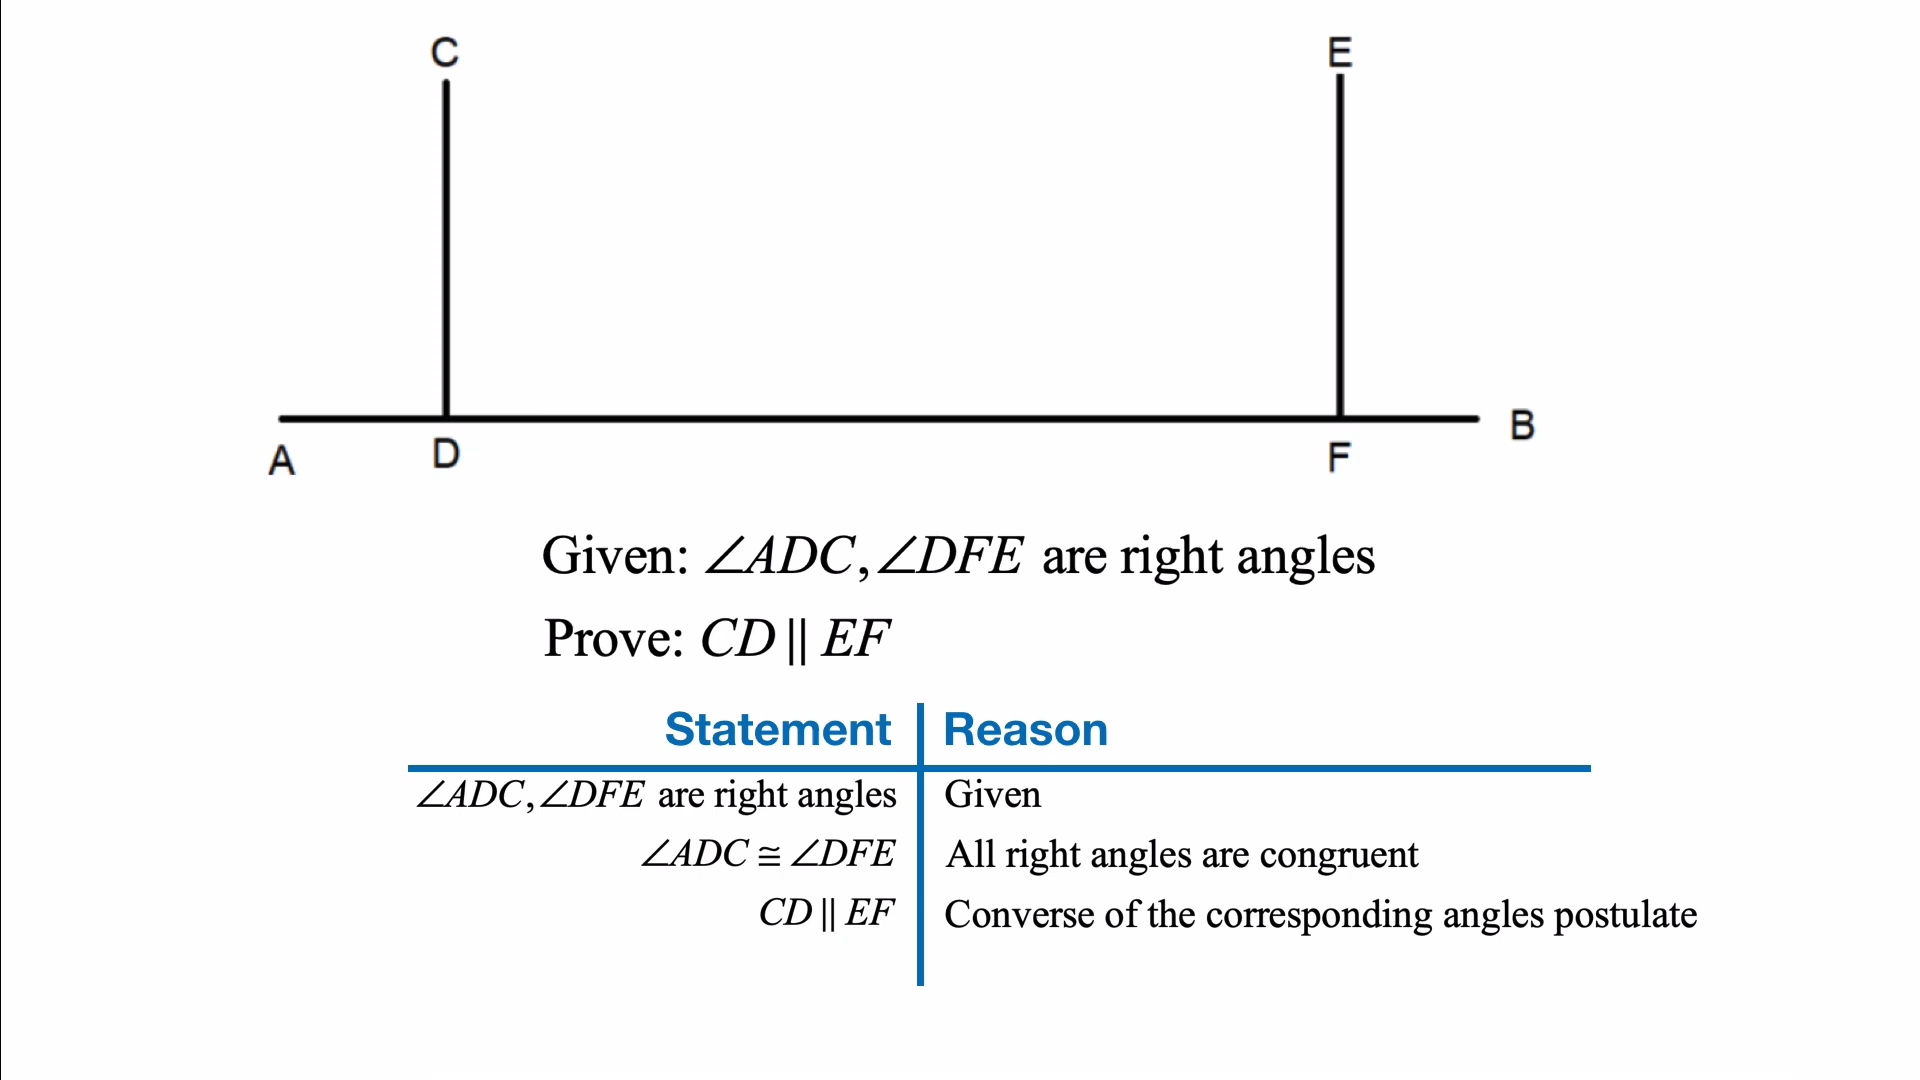 C E
A D F B
Given: ∠ADC,∠DFE are right angles
Prove: CD || EF
Statement Reason
∠ADC,∠DFE are right angles Given
∠ADC ≅ ∠DFE All right angles are congruent
CD || EF Converse of the corresponding angles postulate